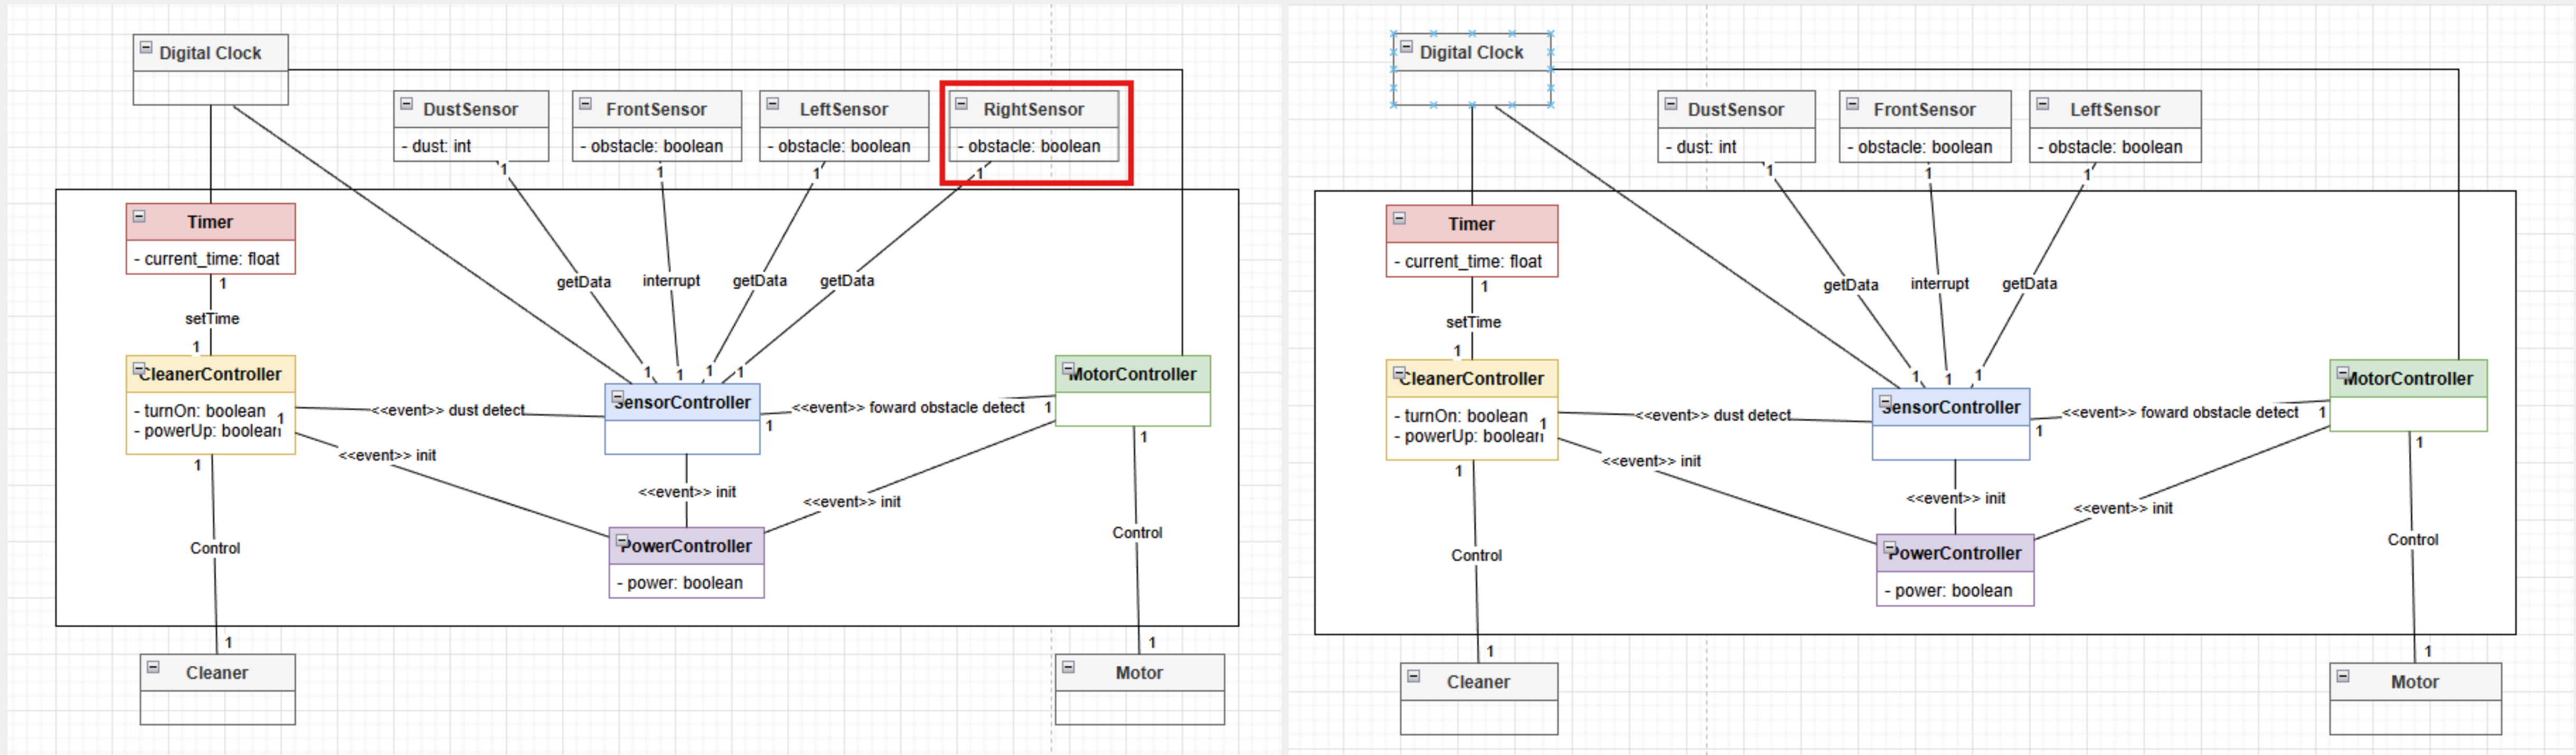 Digital Clock
DustSensor
- dust: int
1
FrontSensor
- obstacle: boolean
1
LeftSensor
- obstacle: boolean
1
RightSensor
- obstacle: boolean
1
Timer
- current_time: float
1
setTime
1
getData
interrupt
getData
getData
1
1
1
1
CleanerController
- turnOn: boolean
- powerUp: boolean
1
1
<<event>> dust detect
SensorController
1
<<event>> foward obstacle detect
1
MotorController
1
<<event>> init
<<event>> init
<<event>> init
PowerController
- power: boolean
Control
Control
1
1
Cleaner
Motor
Digital Clock
DustSensor
- dust: int
1
FrontSensor
- obstacle: boolean
1
LeftSensor
- obstacle: boolean
1
Timer
- current_time: float
1
setTime
1
getData
interrupt
getData
1
1
1
CleanerController
- turnOn: boolean
- powerUp: boolean
1
1
<<event>> dust detect
SensorController
1
<<event>> foward obstacle detect
1
MotorController
1
<<event>> init
<<event>> init
<<event>> init
PowerController
- power: boolean
Control
Control
1
1
Cleaner
Motor